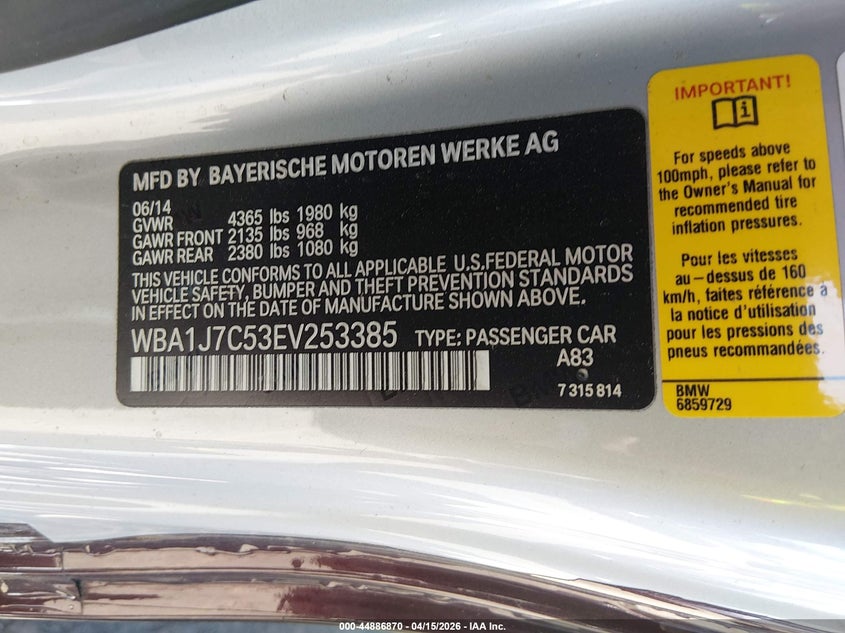 MFD BY BAYERISCHE MOTOREN WERKE AG
06/14
GVWR 4365 lbs 1980 kg
GAWR FRONT 2135 lbs 968 kg
GAWR REAR 2380 lbs 1080 kg
THIS VEHICLE CONFORMS TO ALL APPLICABLE U.S.FEDERAL MOTOR
VEHICLE SAFETY, BUMPER AND THEFT PREVENTION STANDARDS
IN EFFECT ON THE DATE OF MANUFACTURE SHOWN ABOVE.
WBA1J7C53EV253385 TYPE: PASSENGER CAR
A83
7 315 814
IMPORTANT!
For speeds above
100mph, please refer to
the Owner's Manual for
recommended tire
inflation pressures.
Pour les vitesses
au-dessus de 160
km/h, faites référence à
la notice d'utilisation
pour les pressions des
pneus recommandées.
BMW
6859729
000-44886870 - 04/15/2026 - IAA Inc.